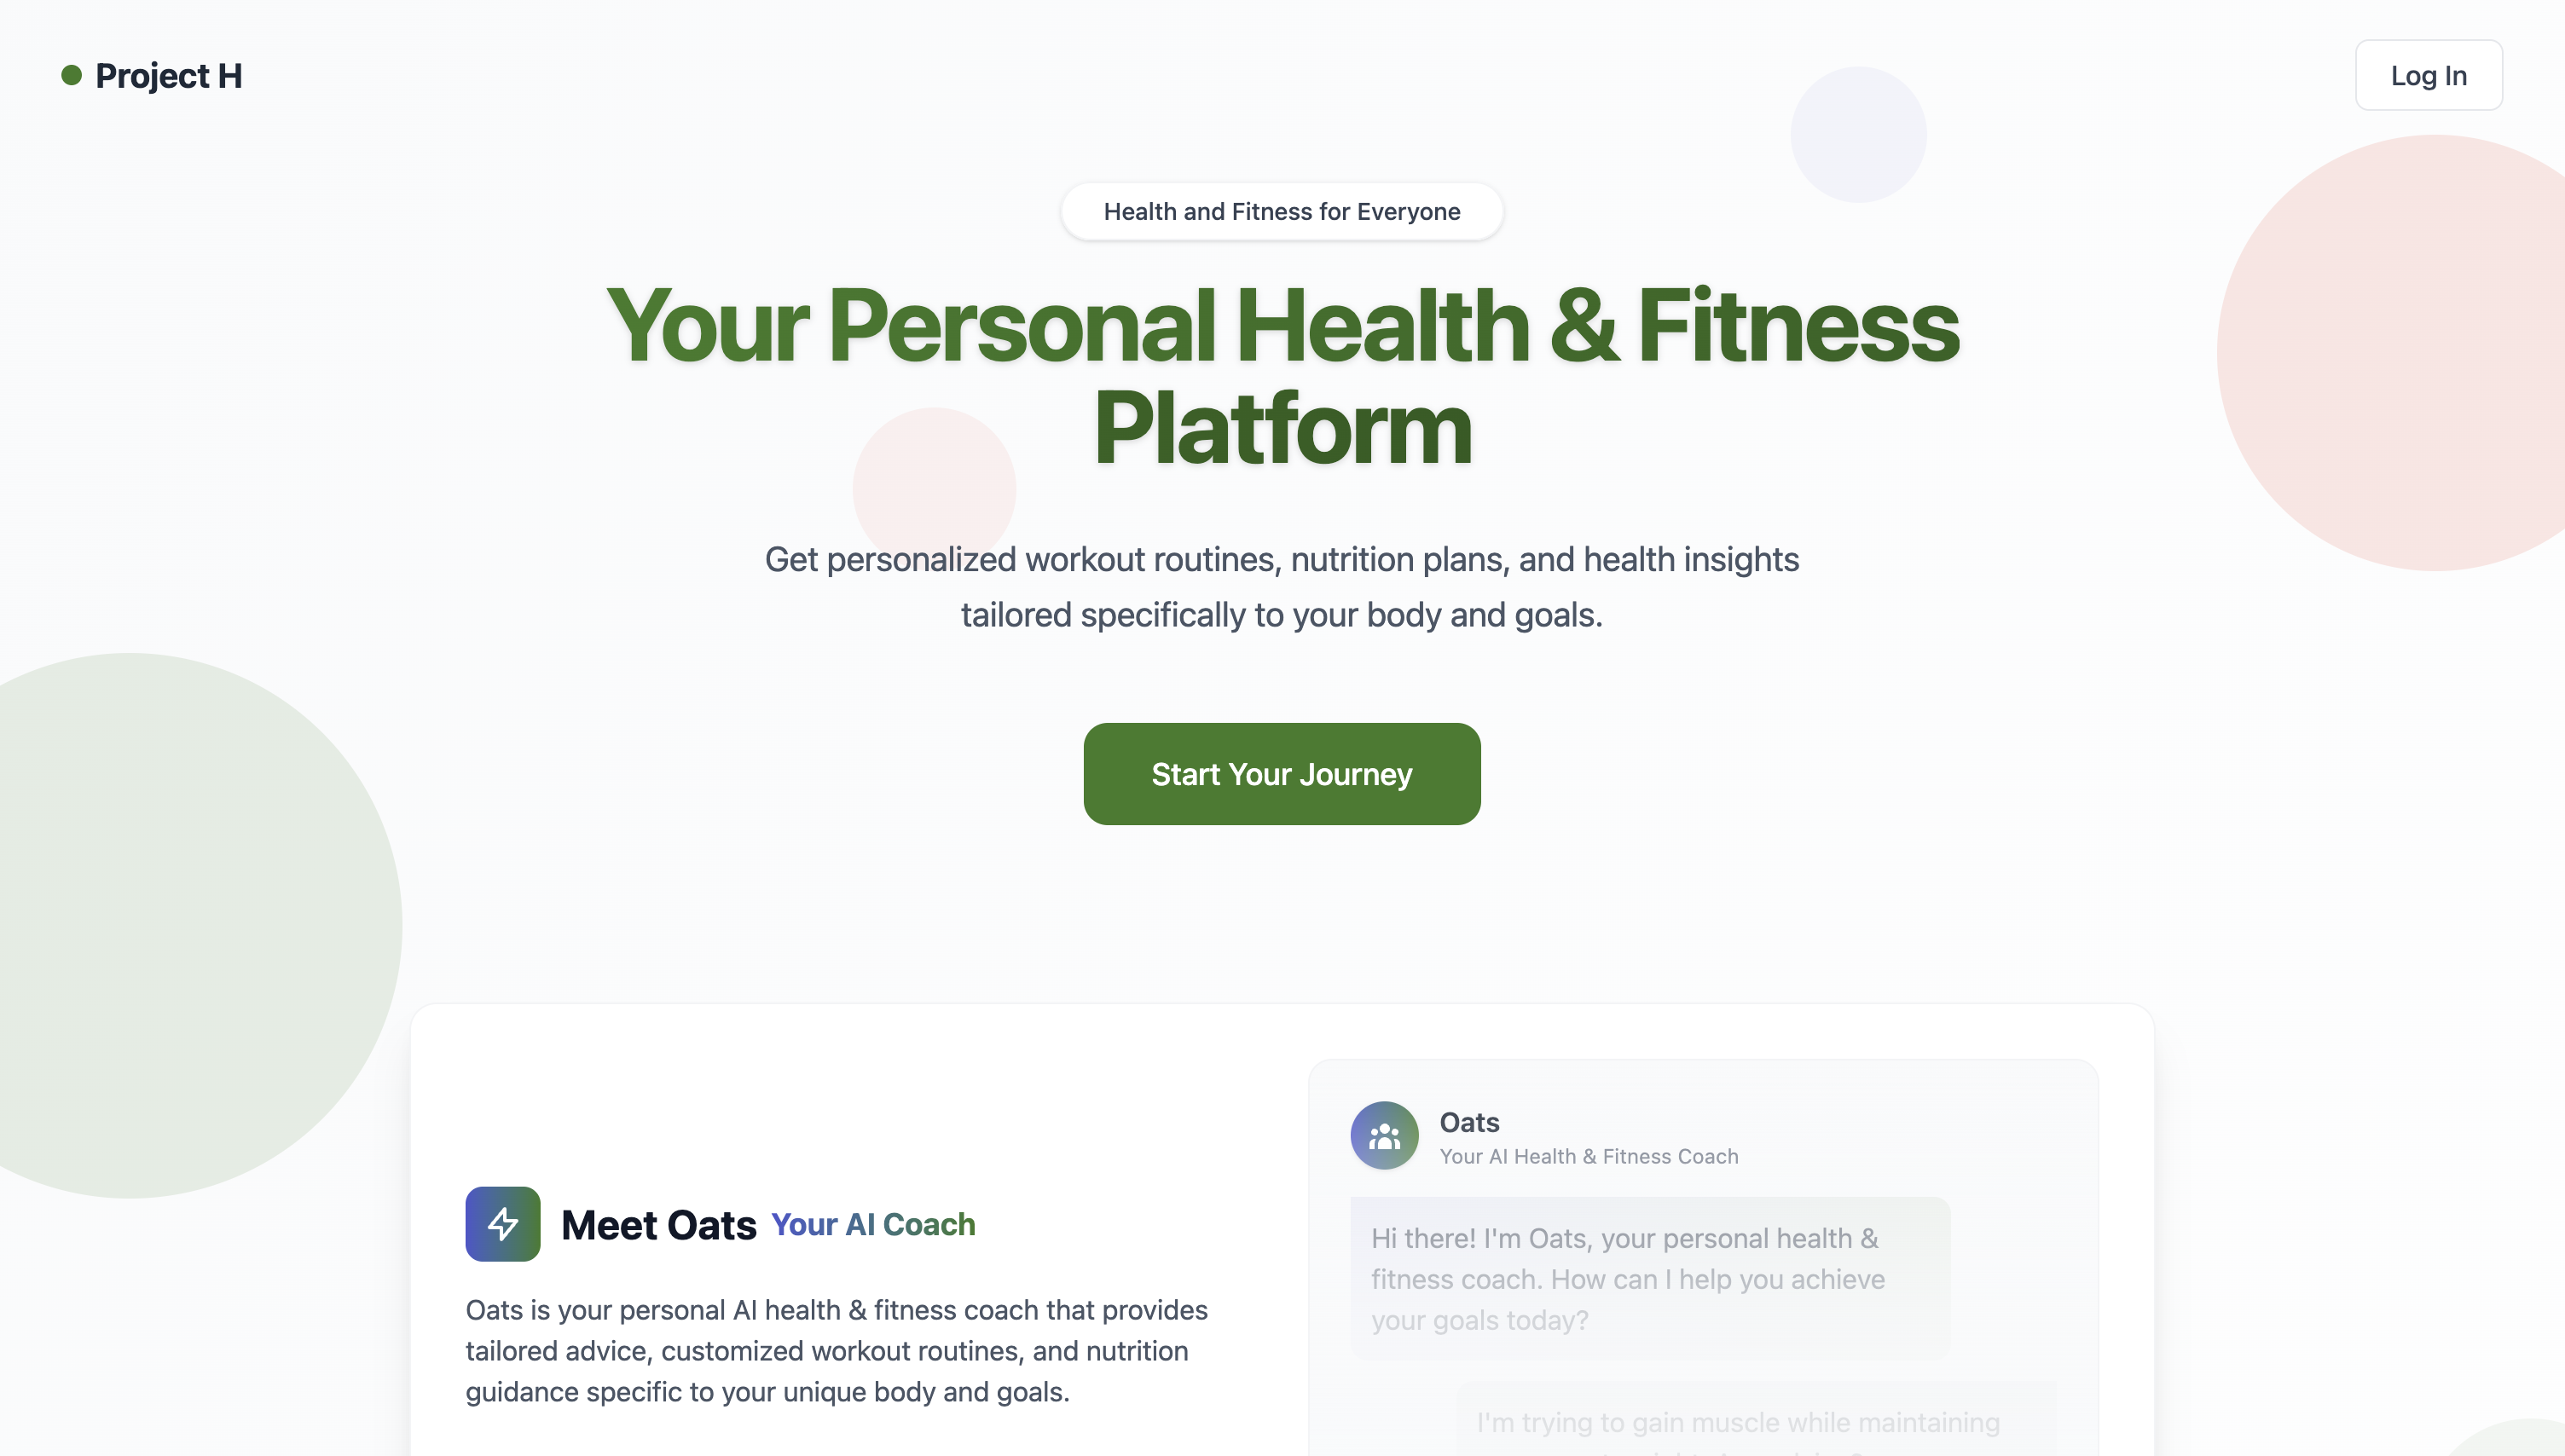 Project H
Log In
Health and Fitness for Everyone
Your Personal Health & Fitness
Platform
Get personalized workout routines, nutrition plans, and health insights
tailored specifically to your body and goals.
Start Your Journey
Meet Oats Your AI Coach
Oats is your personal AI health & fitness coach that provides
tailored advice, customized workout routines, and nutrition
guidance specific to your unique body and goals.
Oats
Your AI Health & Fitness Coach
Hi there! I'm Oats, your personal health &
fitness coach. How can I help you achieve
your goals today?
I'm trying to gain muscle while maintaining